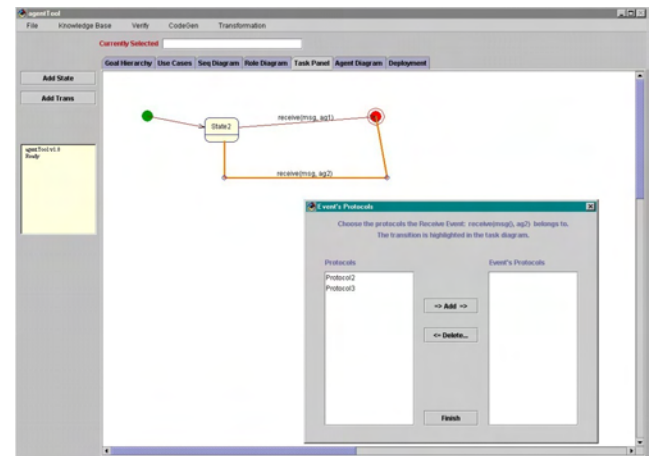 agentTool
File Knowledge Base Verify CodeGen Transformation
Currently Selected
Goal Hierarchy Use Cases Seq Diagram Role Diagram Task Panel Agent Diagram Deployment
Add State
Add Trans
agentTool v1.8
Ready
State2
receive(msg, ag1)
receive(msg, ag2)
Event's Protocols
Choose the protocols the Receive Event: receive(msg(), ag2) belongs to.
The transition is highlighted in the task diagram.
Protocols Event's Protocols
Protocol2
Protocol3
=> Add =>
<= Delete...
Finish